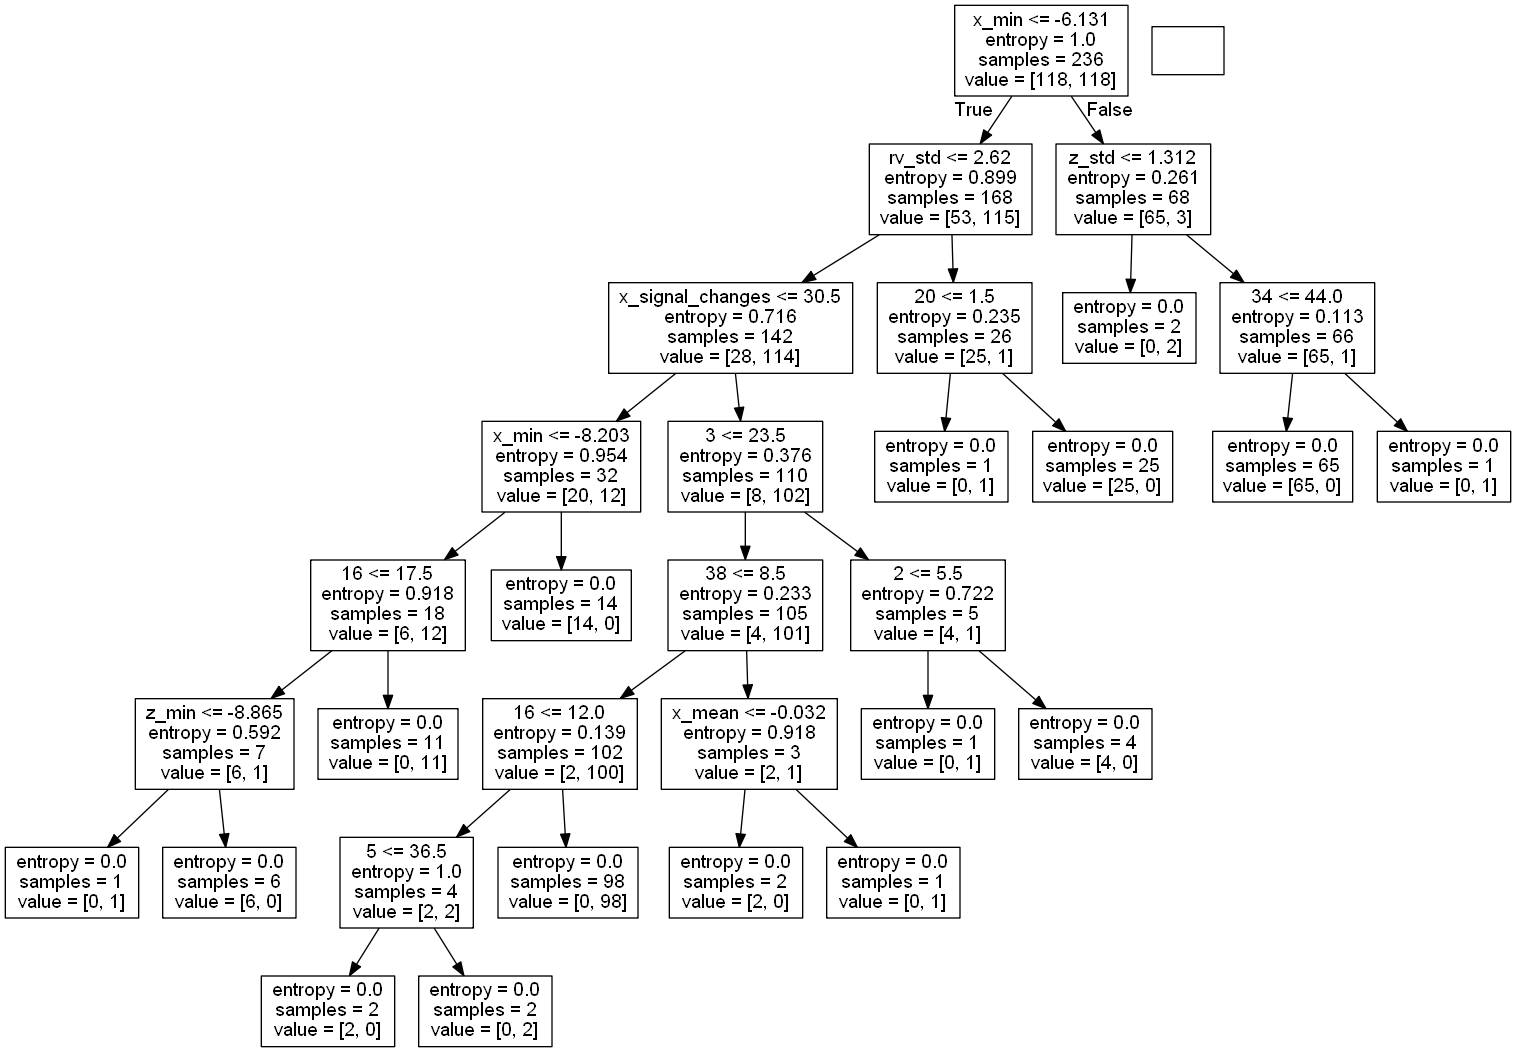 x_min <= -6.131
entropy = 1.0
samples = 236
value = [118, 118]
True
False
rv_std <= 2.62
entropy = 0.899
samples = 168
value = [53, 115]
z_std <= 1.312
entropy = 0.261
samples = 68
value = [65, 3]
x_signal_changes <= 30.5
entropy = 0.716
samples = 142
value = [28, 114]
20 <= 1.5
entropy = 0.235
samples = 26
value = [25, 1]
entropy = 0.0
samples = 2
value = [0, 2]
34 <= 44.0
entropy = 0.113
samples = 66
value = [65, 1]
x_min <= -8.203
entropy = 0.954
samples = 32
value = [20, 12]
3 <= 23.5
entropy = 0.376
samples = 110
value = [8, 102]
entropy = 0.0
samples = 1
value = [0, 1]
entropy = 0.0
samples = 25
value = [25, 0]
entropy = 0.0
samples = 65
value = [65, 0]
entropy = 0.0
samples = 1
value = [0, 1]
16 <= 17.5
entropy = 0.918
samples = 18
value = [6, 12]
entropy = 0.0
samples = 14
value = [14, 0]
38 <= 8.5
entropy = 0.233
samples = 105
value = [4, 101]
2 <= 5.5
entropy = 0.722
samples = 5
value = [4, 1]
z_min <= -8.865
entropy = 0.592
samples = 7
value = [6, 1]
entropy = 0.0
samples = 11
value = [0, 11]
16 <= 12.0
entropy = 0.139
samples = 102
value = [2, 100]
x_mean <= -0.032
entropy = 0.918
samples = 3
value = [2, 1]
entropy = 0.0
samples = 1
value = [0, 1]
entropy = 0.0
samples = 4
value = [4, 0]
entropy = 0.0
samples = 1
value = [0, 1]
entropy = 0.0
samples = 6
value = [6, 0]
5 <= 36.5
entropy = 1.0
samples = 4
value = [2, 2]
entropy = 0.0
samples = 98
value = [0, 98]
entropy = 0.0
samples = 2
value = [2, 0]
entropy = 0.0
samples = 1
value = [0, 1]
entropy = 0.0
samples = 2
value = [2, 0]
entropy = 0.0
samples = 2
value = [0, 2]